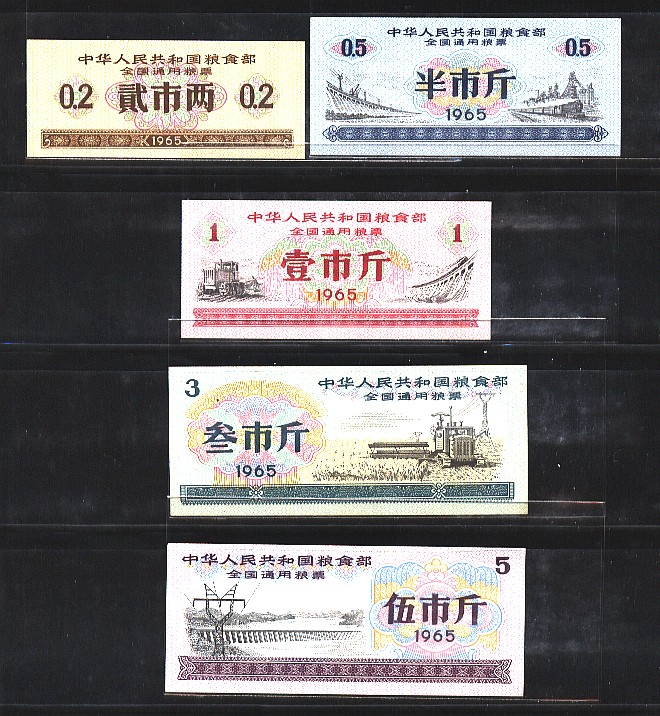 中华人民共和国粮食部
全国通用粮票
0.2 貳市两 0.2
1965
中华人民共和国粮食部
全国通用粮票
0.5 0.5
半市斤
1965
中华人民共和国粮食部
全国通用粮票
1 1
壹市斤
1965
3 中华人民共和国粮食部
全国通用粮票
叁市斤
1965
中华人民共和国粮食部
全国通用粮票
5
伍市斤
1965